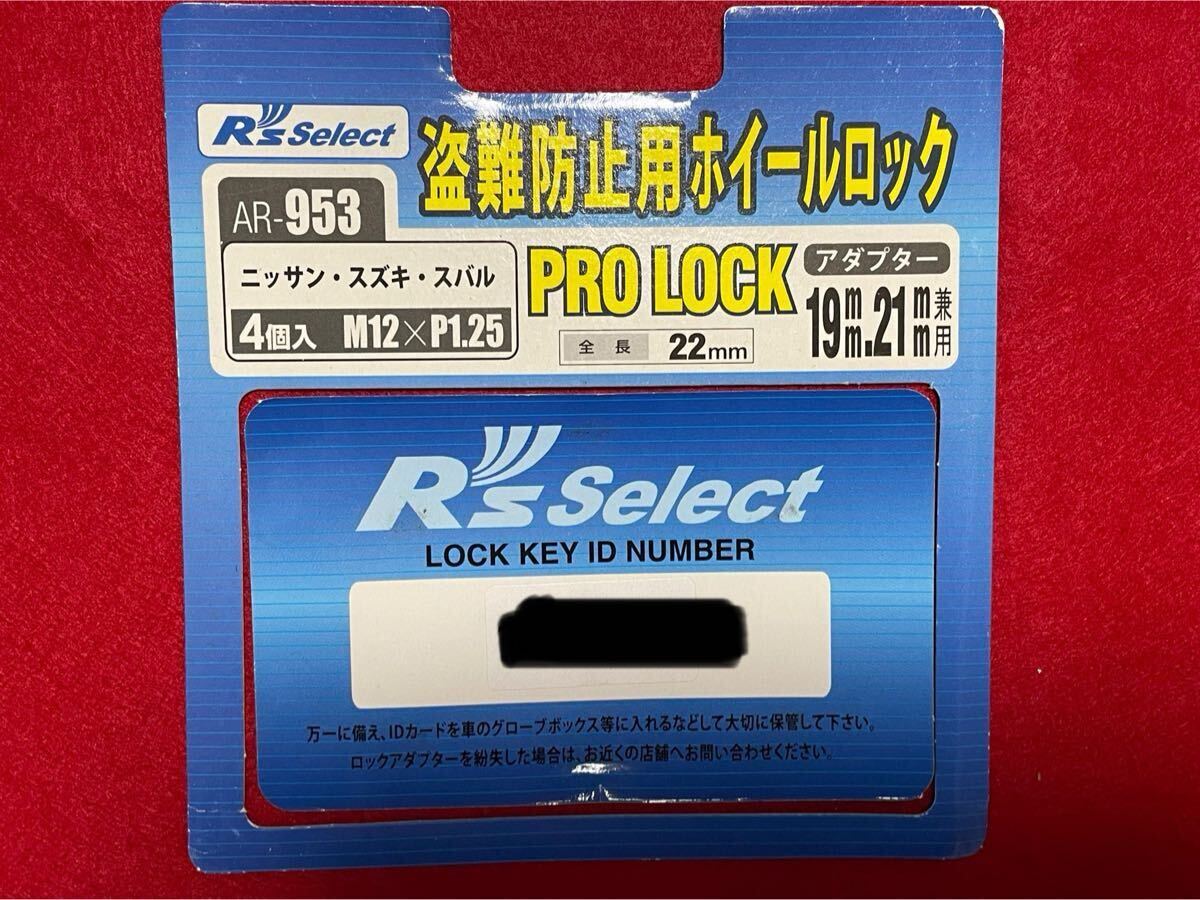 R's Select
盗難防止用ホイールロック
AR-953
ニッサン・スズキ・スバル
4個入 M12×P1.25
PRO LOCK
全長 22mm
アダプター
19mm.21mm兼用
R's Select
LOCK KEY ID NUMBER
万一に備え、IDカードを車のグローブボックス等に入れるなどして大切に保管して下さい。
ロックアダプターを紛失した場合は、お近くの店舗へお問い合わせください。